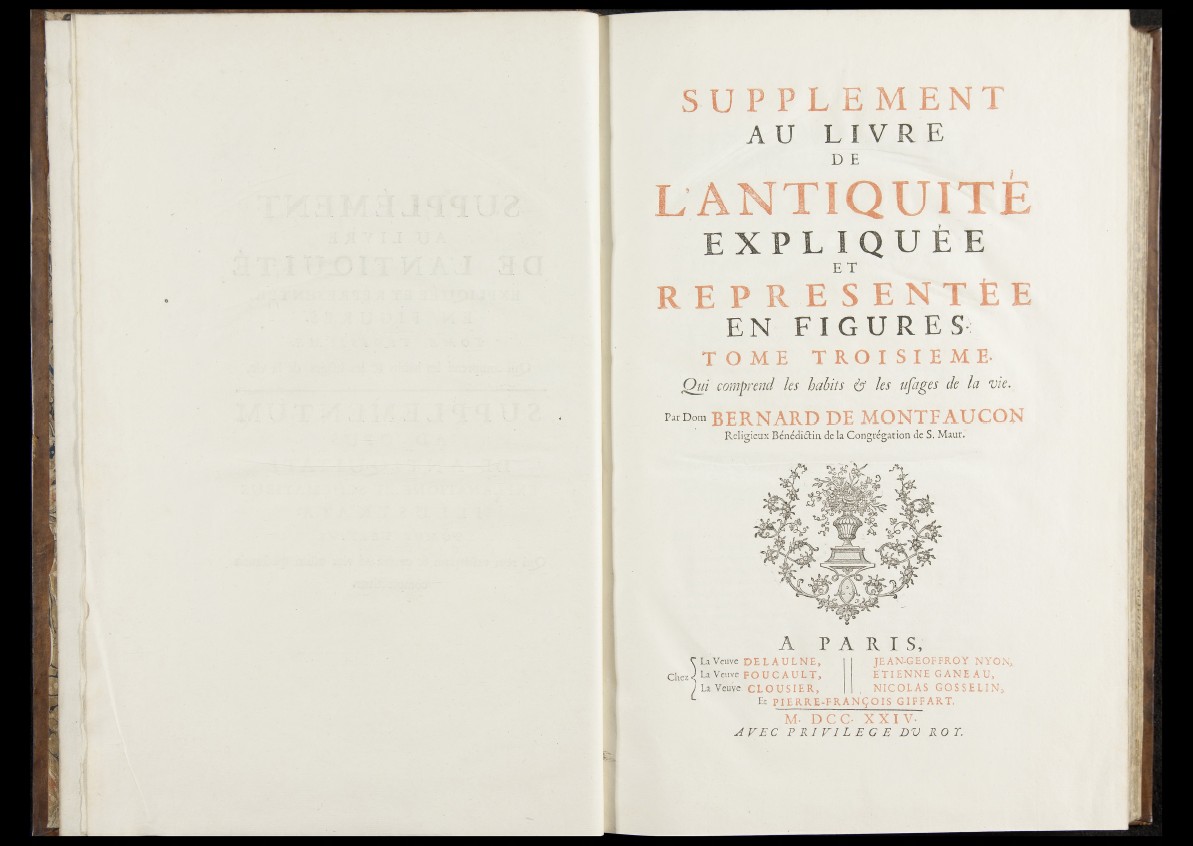 SUPPLEMENT
AU LIVRE
DE
L'ANTIQUITÉ
EXPLIQUÉE
ET
REPRESENTÉE
EN FIGURES.
TOME TROISIEME.
Qui comprend les habits & les usages de la vie.
Par Dom BERNARD DE MONTFAUCON
Religieux Bénédictin de la Congrégation de S. Maur.
A PARIS,
Chez
La Veuve DELAULNE,
La Veuve FOUCAULT,
La Veuve CLOUSIER,
JEAN-GEOFFROY NYON,
ETIENNE GANEAU,
NICOLAS GOSSELIN,
Et PIERRE-FRANÇOIS GIFFART.
M. DCC. XXIV.
AVEC PRIVILEGE DU ROY.